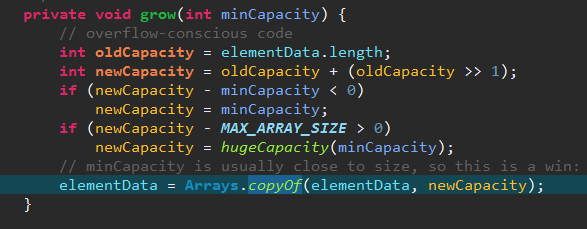 private void grow(int minCapacity) {
    // overflow-conscious code
    int oldCapacity = elementData.length;
    int newCapacity = oldCapacity + (oldCapacity >> 1);
    if (newCapacity - minCapacity < 0)
        newCapacity = minCapacity;
    if (newCapacity - MAX_ARRAY_SIZE > 0)
        newCapacity = hugeCapacity(minCapacity);
    // minCapacity is usually close to size, so this is a win:
    elementData = Arrays.copyOf(elementData, newCapacity);
}